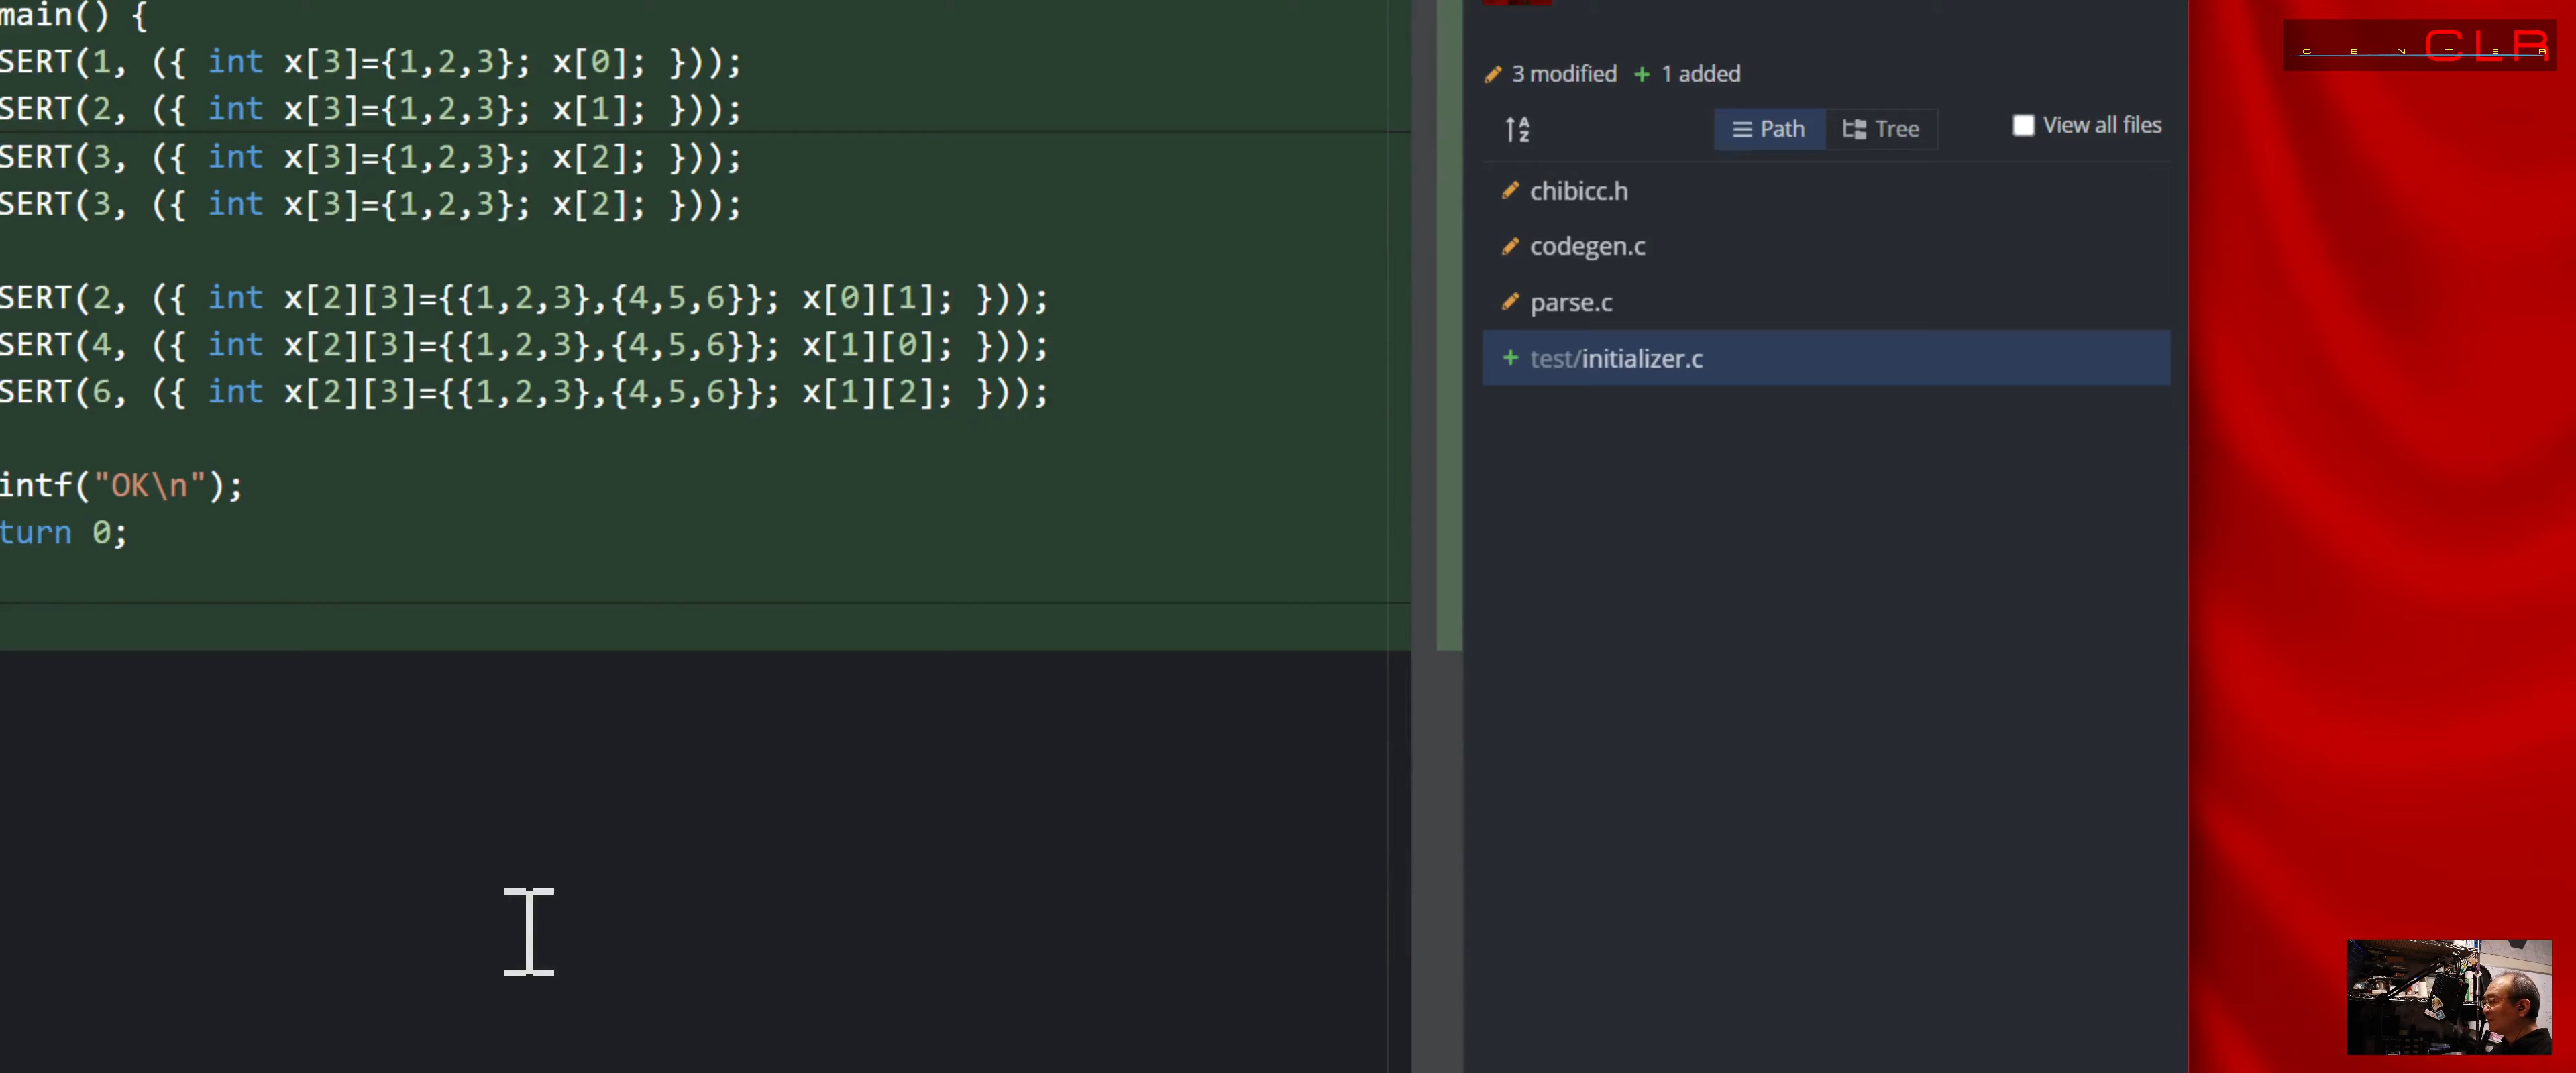 main() {
SERT(1, ({ int x[3]={1,2,3}; x[0]; }));
SERT(2, ({ int x[3]={1,2,3}; x[1]; }));
SERT(3, ({ int x[3]={1,2,3}; x[2]; }));
SERT(3, ({ int x[3]={1,2,3}; x[2]; }));
SERT(2, ({ int x[2][3]={{1,2,3},{4,5,6}}; x[0][1]; }));
SERT(4, ({ int x[2][3]={{1,2,3},{4,5,6}}; x[1][0]; }));
SERT(6, ({ int x[2][3]={{1,2,3},{4,5,6}}; x[1][2]; }));
intf("OK\n");
turn 0;
3 modified + 1 added
Path Tree View all files
chibicc.h
codegen.c
parse.c
+ test/initializer.c
CENTER CLR